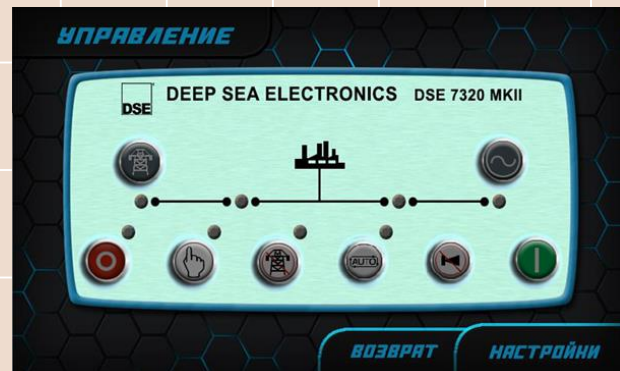 УПРАВЛЕНИЕ
DSE DEEP SEA ELECTRONICS DSE 7320 MKII
AUTO
ВОЗВРАТ НАСТРОЙКИ